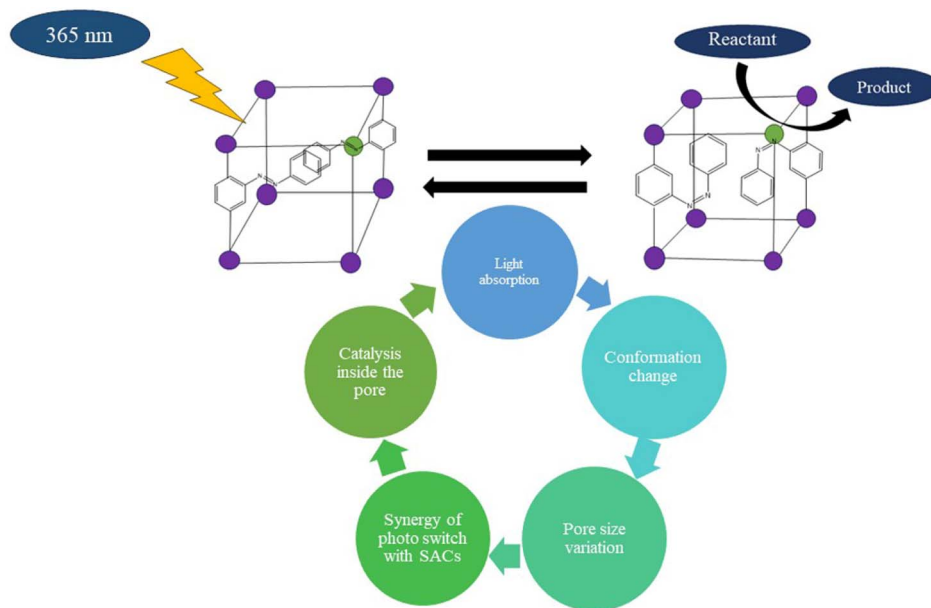 365 nm
Reactant
Product
N
N
N
N
N
N
N
N
Light
absorption
Conformation
change
Pore size
variation
Synergy of
photo switch
with SACs
Catalysis
inside the
pore